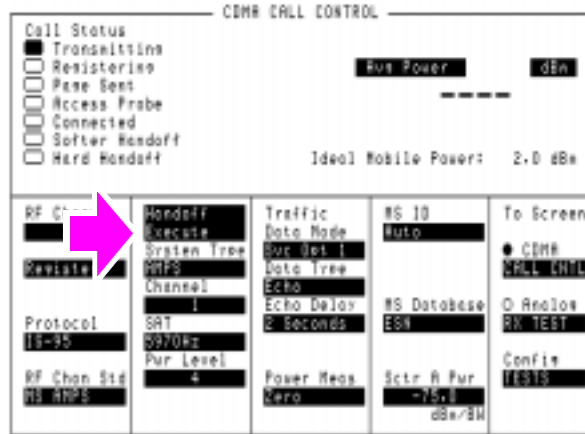 CDMA CALL CONTROL
Call Status
Transmitting
Registering
Page Sent
Access Probe
Connected
Softer Handoff
Hard Handoff
Avg Power dBm
----
Ideal Mobile Power: 2.0 dBm
RF Chan
Register
Protocol
IS-95
RF Chan Std
MS AMPS
Handoff
Execute
System Type
AMPS
Channel
1
SAT
5970Hz
Pwr Level
4
Traffic
Data Mode
Svc Opt 1
Data Type
Echo
Echo Delay
2 Seconds
Power Meas
Zero
MS ID
Auto
MS Database
ESN
Sctr A Pwr
-75.0
dBm/BW
To Screen
CDMA
CALL CNTL
Analog
RX TEST
Config
TESTS